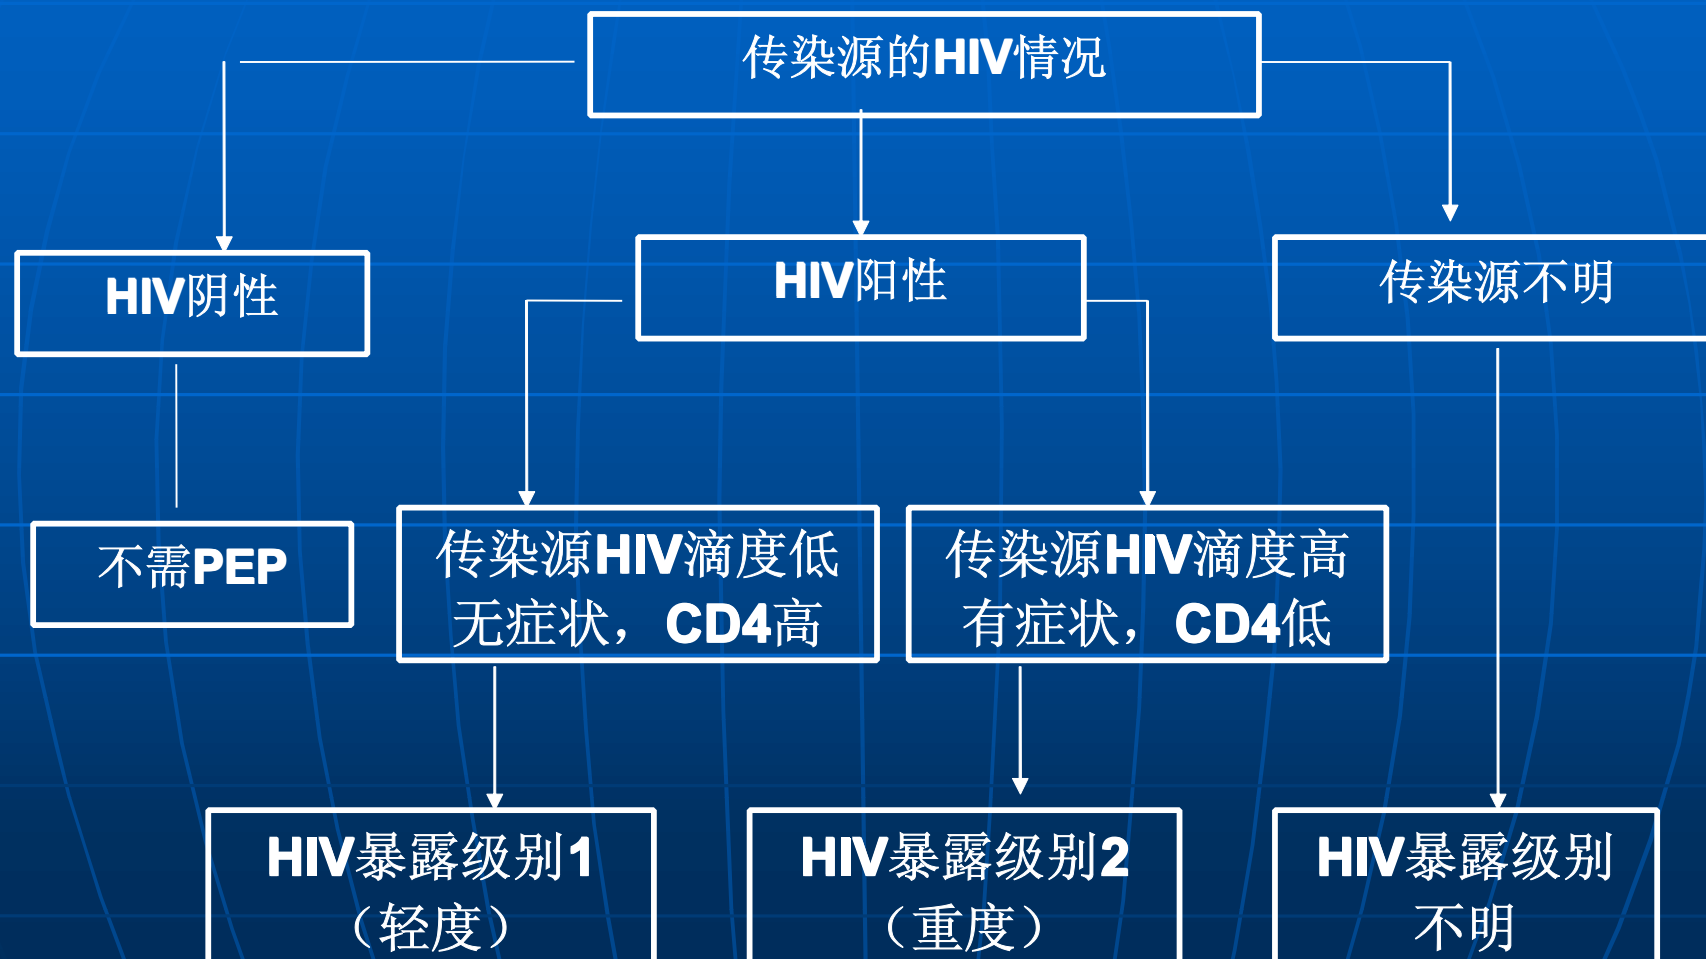 传染源的HIV情况
HIV阴性
HIV阳性
传染源不明
不需PEP
传染源HIV滴度低
无症状，CD4高
传染源HIV滴度高
有症状，CD4低
HIV暴露级别1
（轻度）
HIV暴露级别2
（重度）
HIV暴露级别
不明